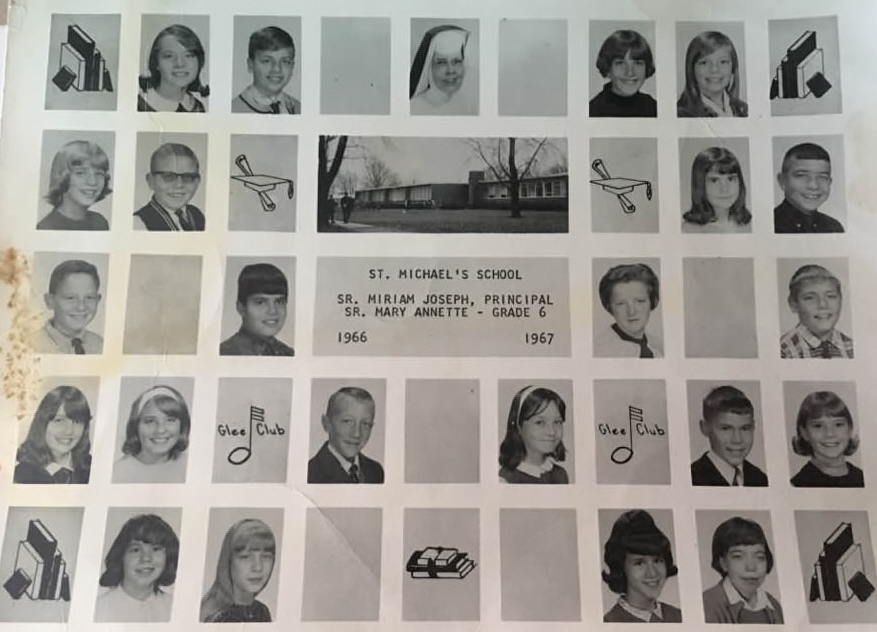 ST. MICHAEL'S SCHOOL
SR. MIRIAM JOSEPH, PRINCIPAL
SR. MARY ANNETTE - GRADE 6
1966 1967
Glee Club
Glee Club